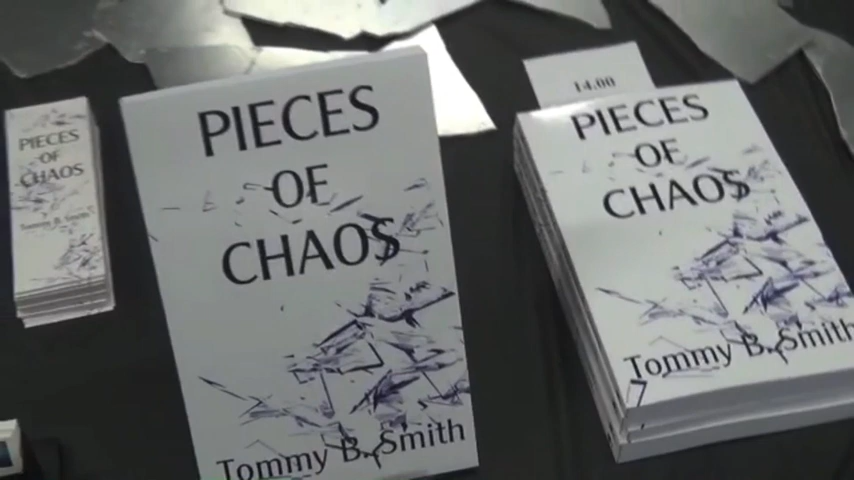 PIECES
OF
CHAOS
Tommy B. Smith
PIECES
OF
CHAOS
Tommy B. Smith
14.00
PIECES
OF
CHAOS
Tommy B. Smith